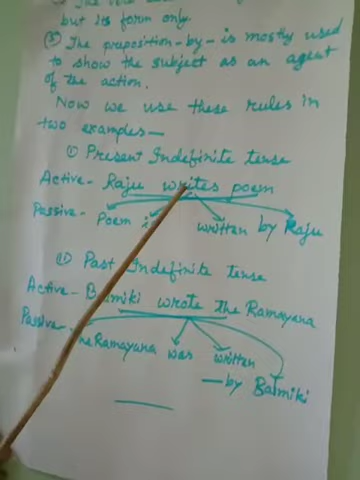 but its form only.
③ The preposition-by-is mostly used
to show the subject as an agent
of the action.
Now we use these rules in
two examples—
① Present Indefinite tense
Active- Raju writes poem
Passive- Poem is written by Raju
② Past Indefinite tense
Active- Balmiki wrote the Ramayana
Passive- The Ramayana was written
—by Balmiki